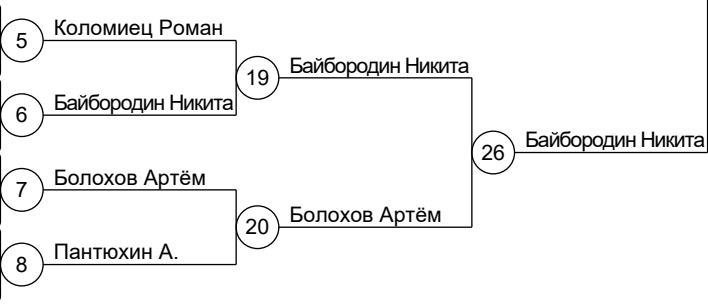 5 Коломиец Роман
19 Байбородин Никита
6 Байбородин Никита
26 Байбородин Никита
7 Болохов Артём
20 Болохов Артём
8 Пантюхин А.